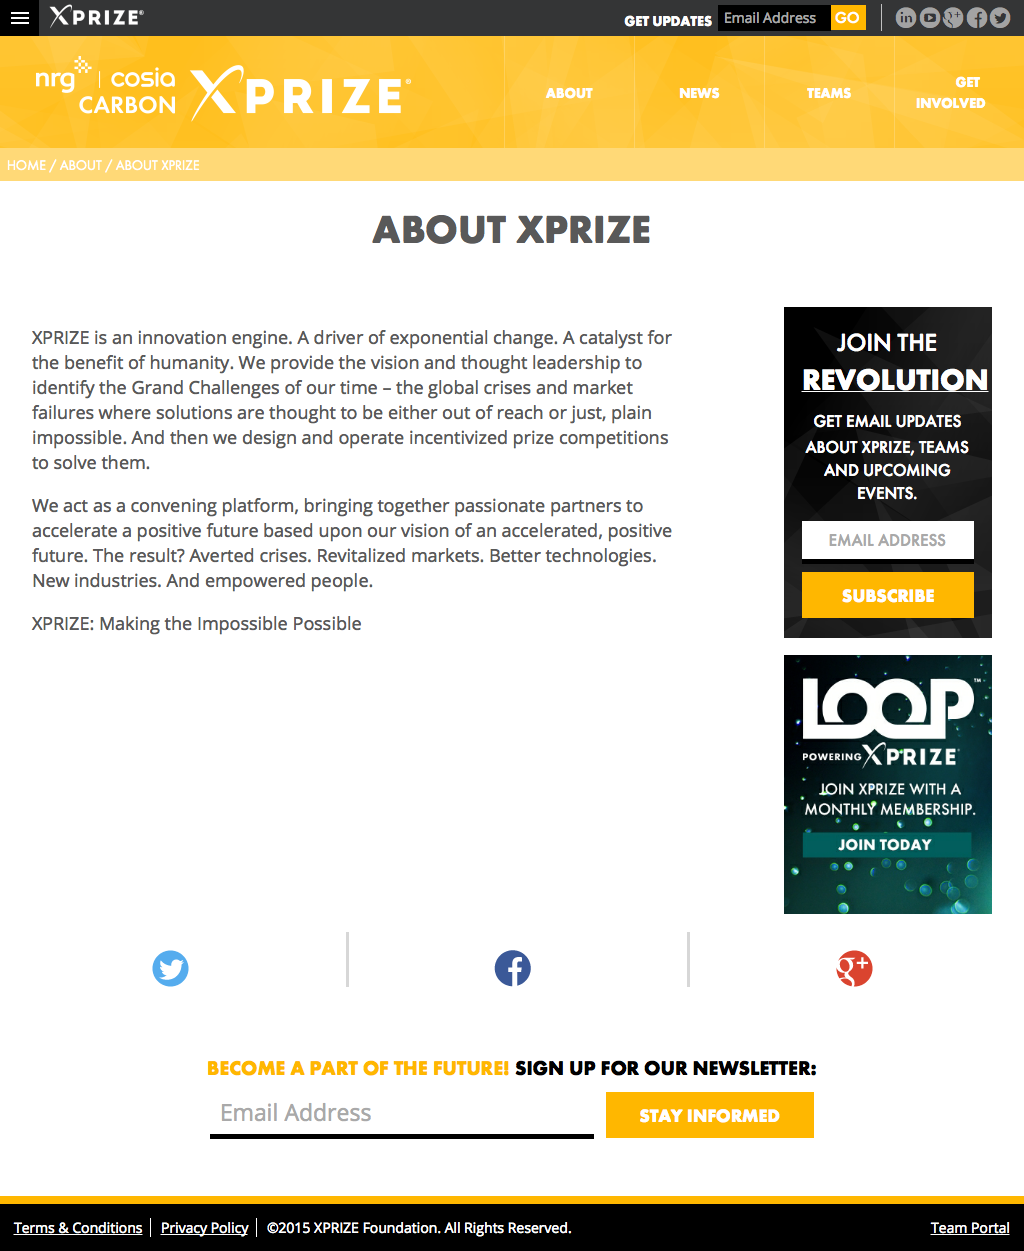 XPRIZE®
GET UPDATES
Email Address
GO
nrg | cosia
CARBON
XPRIZE®
ABOUT
NEWS
TEAMS
GET
INVOLVED
HOME / ABOUT / ABOUT XPRIZE
ABOUT XPRIZE
XPRIZE is an innovation engine. A driver of exponential change. A catalyst for
the benefit of humanity. We provide the vision and thought leadership to
identify the Grand Challenges of our time – the global crises and market
failures where solutions are thought to be either out of reach or just, plain
impossible. And then we design and operate incentivized prize competitions
to solve them.
We act as a convening platform, bringing together passionate partners to
accelerate a positive future based upon our vision of an accelerated, positive
future. The result? Averted crises. Revitalized markets. Better technologies.
New industries. And empowered people.
XPRIZE: Making the Impossible Possible
JOIN THE
REVOLUTION
GET EMAIL UPDATES
ABOUT XPRIZE, TEAMS
AND UPCOMING
EVENTS.
EMAIL ADDRESS
SUBSCRIBE
LOOP™
POWERING XPRIZE
JOIN XPRIZE WITH A
MONTHLY MEMBERSHIP.
JOIN TODAY
BECOME A PART OF THE FUTURE! SIGN UP FOR OUR NEWSLETTER:
Email Address
STAY INFORMED
Terms & Conditions | Privacy Policy | ©2015 XPRIZE Foundation. All Rights Reserved.
Team Portal